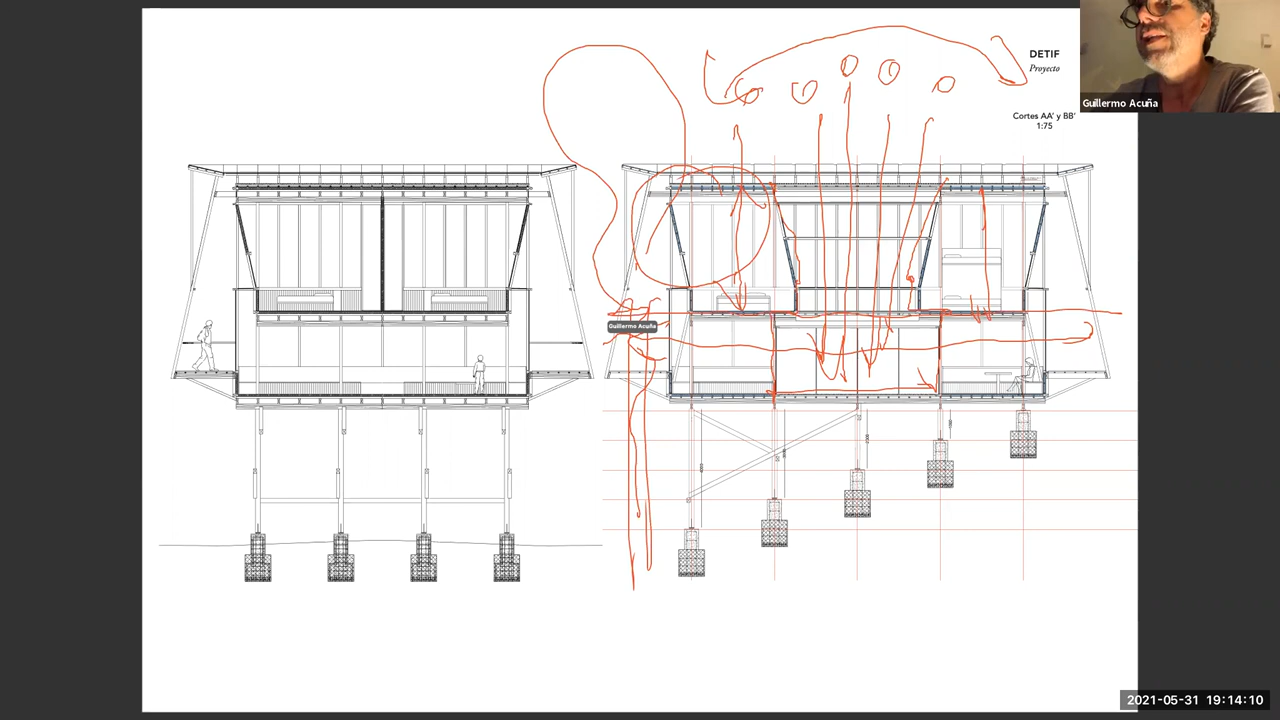 DETIF
Proyecto
Guillermo Acuña
Cortes AA' y BB'
1:75
Guillermo Acuña
2021-05-31 19:14:10